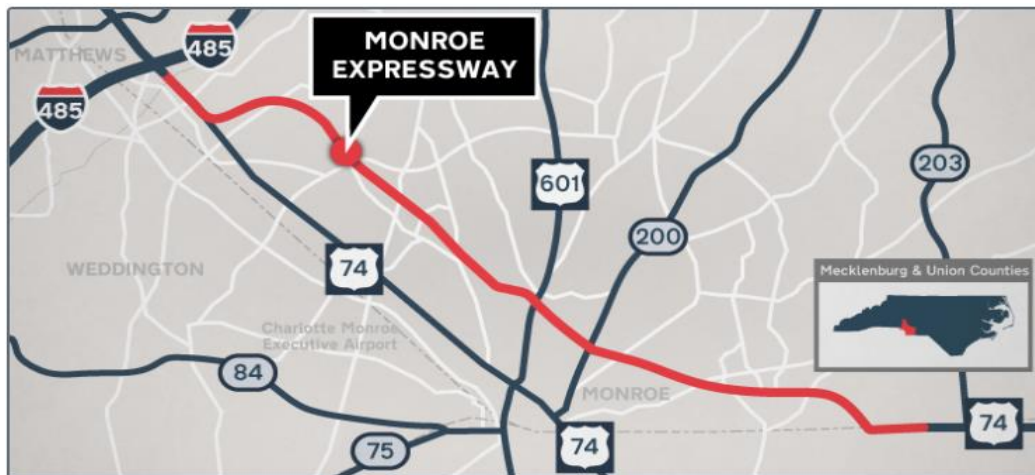 MATTHEWS
485
485
MONROE
EXPRESSWAY
601
203
200
WEDDINGTON
74
Mecklenburg & Union Counties
Charlotte Monroe
Executive Airport
84
MONROE
74
75
74